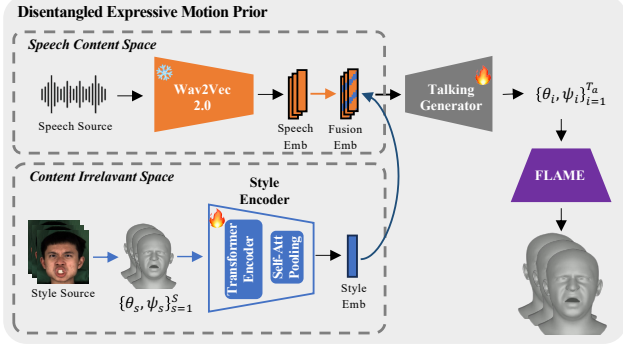 Disentangled Expressive Motion Prior
Speech Content Space
Speech Source
Wav2Vec
2.0
Speech
Emb
Fusion
Emb
Talking
Generator
{θᵢ, ψᵢ}ᵢ₌₁^{Tₐ}
FLAME
Content Irrelavant Space
Style Source
{θₛ, ψₛ}ₛ₌₁^{S}
Style
Encoder
Transformer
Encoder
Self-Att
Pooling
Style
Emb